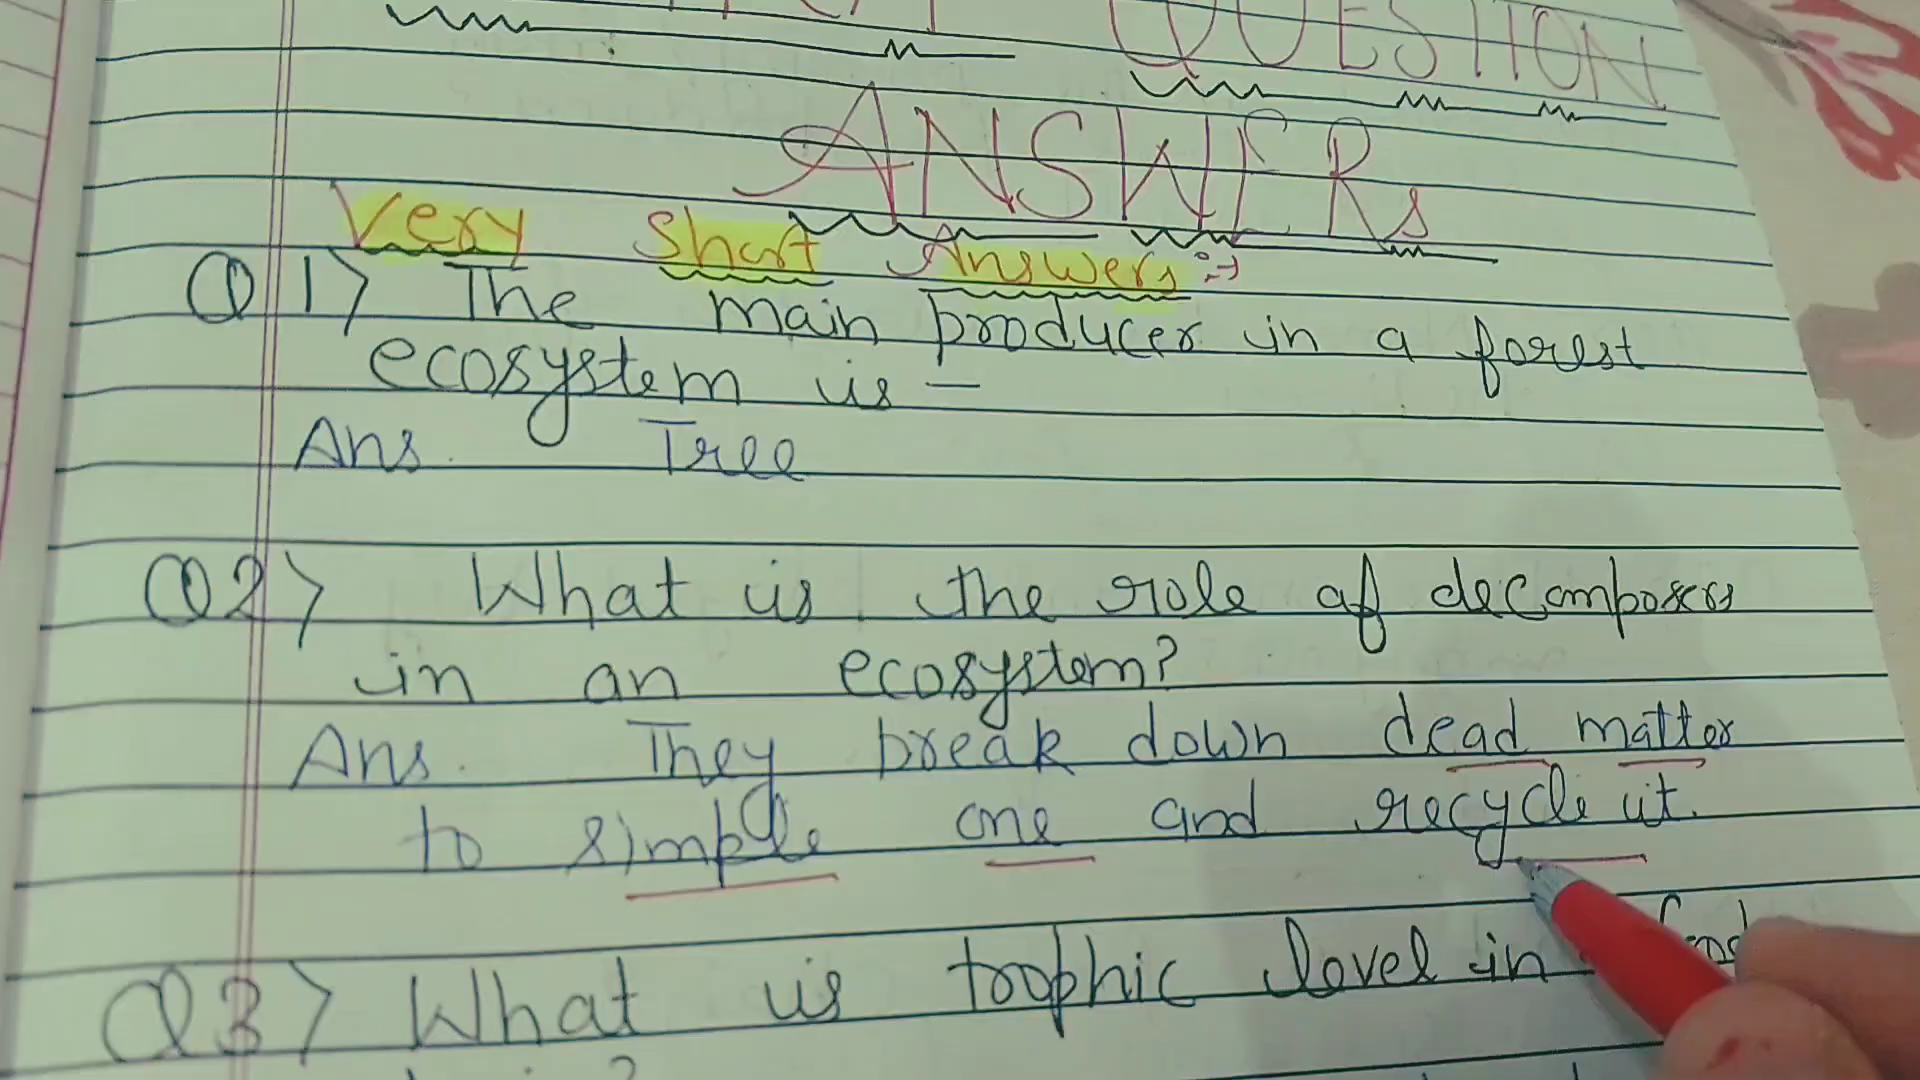 QUESTION
ANSWERs
Very Short Answers :-
Q1> The main producer in a forest
ecosystem is -
Ans. Tree
Q2> What is the role of decomposers
in an ecosystem?
Ans. They break down dead matter
to simple one and recycle it.
Q3> What is trophic level in
?